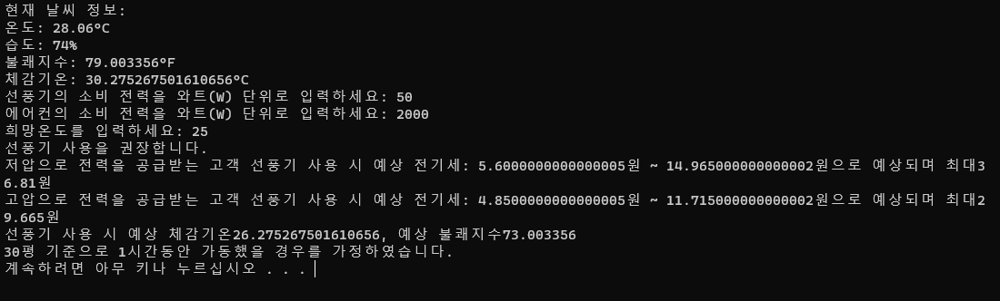 현재 날씨 정보:
온도: 28.06°C
습도: 74%
불쾌지수: 79.003356°F
체감기온: 30.275267501610656°C
선풍기의 소비 전력을 와트(W) 단위로 입력하세요: 50
에어컨의 소비 전력을 와트(W) 단위로 입력하세요: 2000
희망온도를 입력하세요: 25
선풍기 사용을 권장합니다.
저압으로 전력을 공급받는 고객 선풍기 사용 시 예상 전기세: 5.6000000000000005원 ~ 14.965000000000002원으로 예상되며 최대3
6.81원
고압으로 전력을 공급받는 고객 선풍기 사용 시 예상 전기세: 4.8500000000000005원 ~ 11.715000000000002원으로 예상되며 최대2
9.665원
선풍기 사용 시 예상 체감기온26.275267501610656, 예상 불쾌지수73.003356
30평 기준으로 1시간동안 가동했을 경우를 가정하였습니다.
계속하려면 아무 키나 누르십시오 . . .